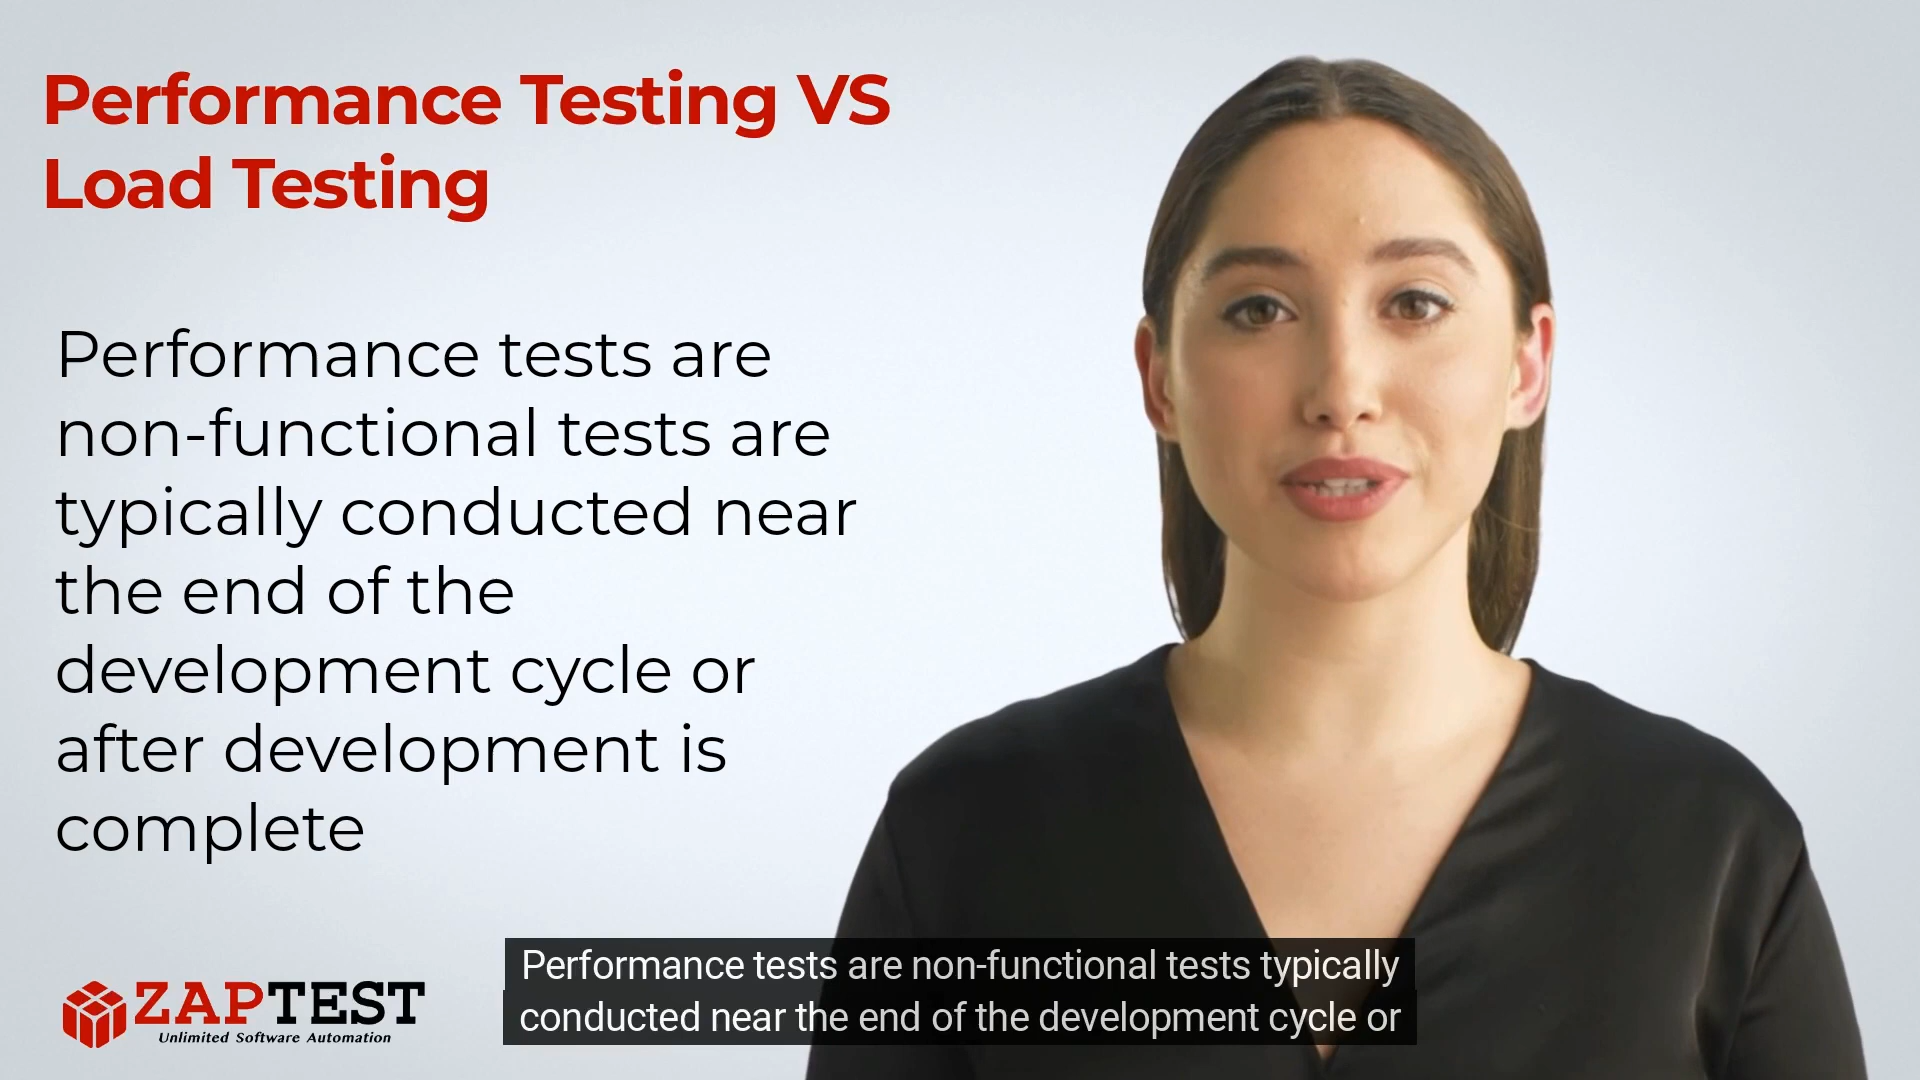 Performance Testing VS
Load Testing
Performance tests are
non-functional tests are
typically conducted near
the end of the
development cycle or
after development is
complete
ZAPTEST
Unlimited Software Automation
Performance tests are non-functional tests typically
conducted near the end of the development cycle or